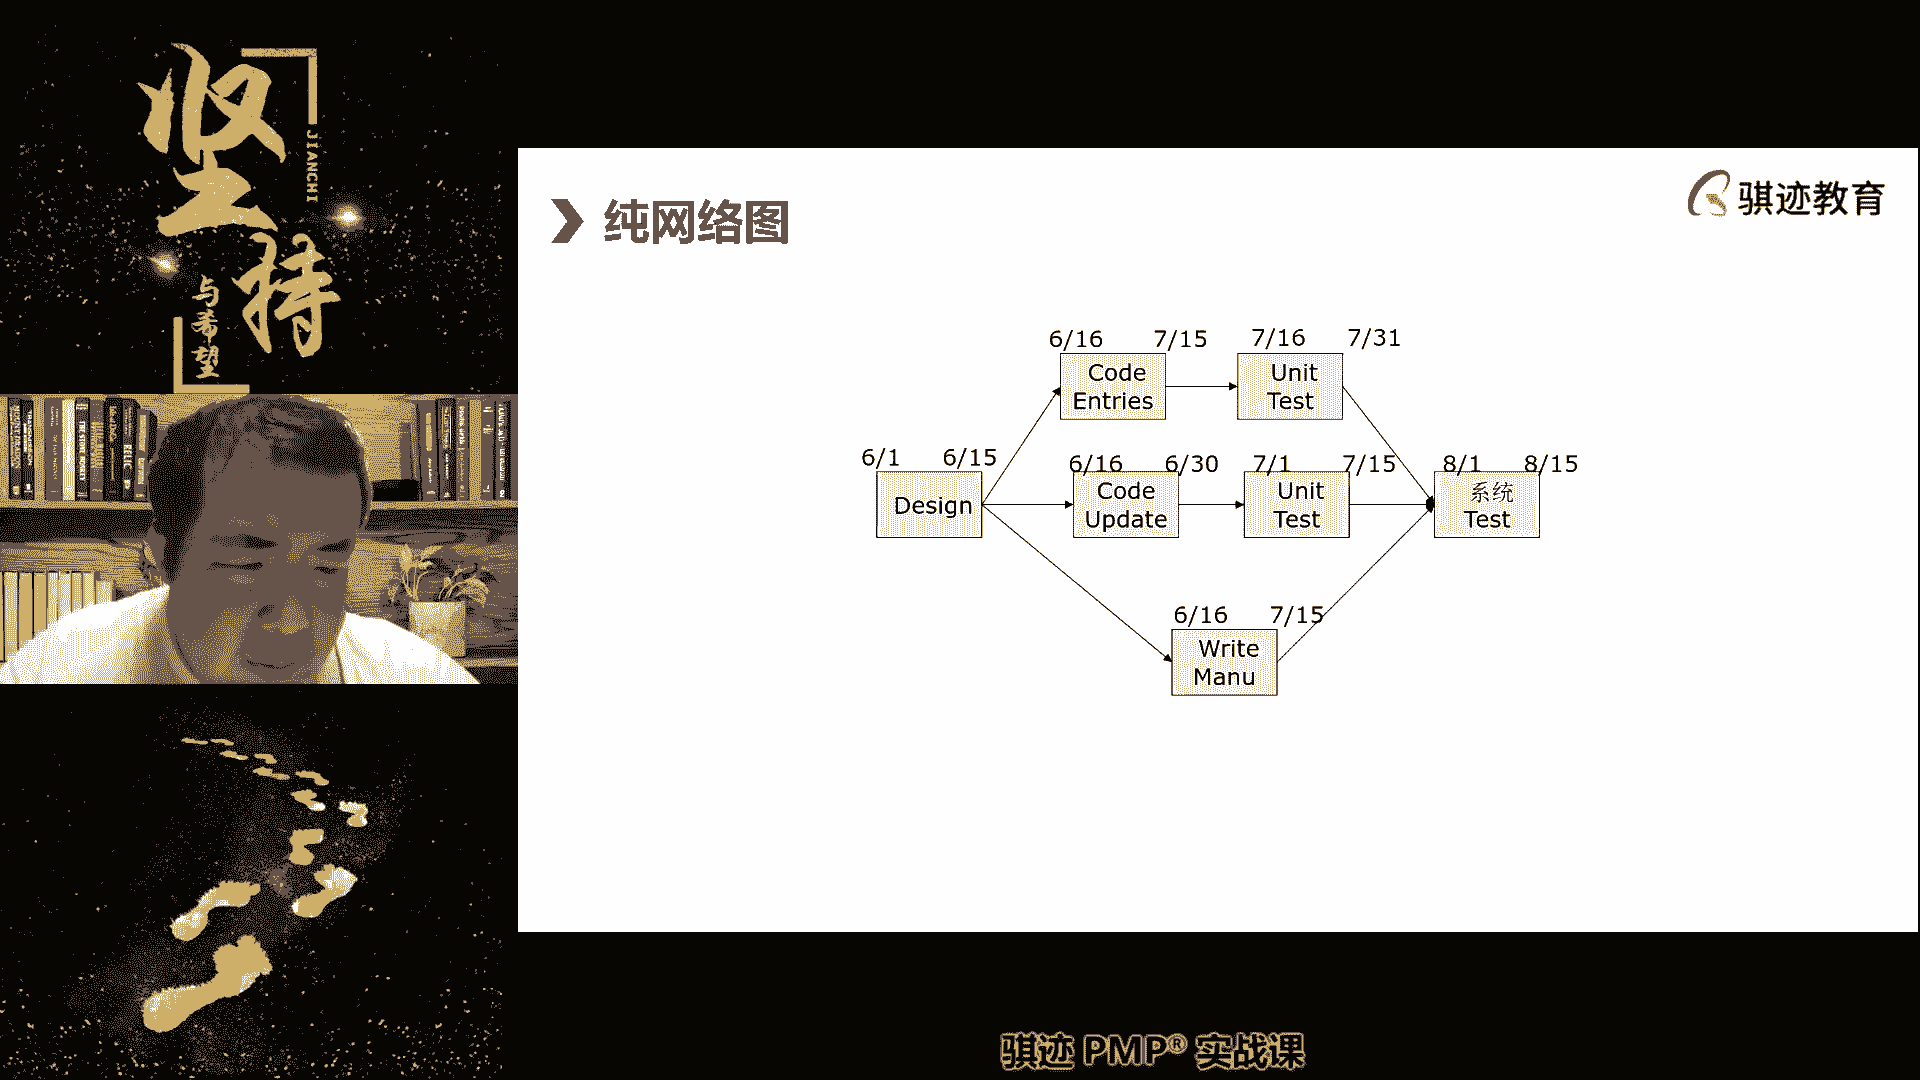 坚持
JIANCHI
与希望
纯网络图
骐迹教育
6/16 7/15 7/16 7/31
Code Entries
Unit Test
6/1 6/15 6/16 6/30 7/1 7/15 8/1 8/15
Design
Code Update
Unit Test
系统 Test
6/16 7/15
Write Manu
骐迹 PMP® 实战课